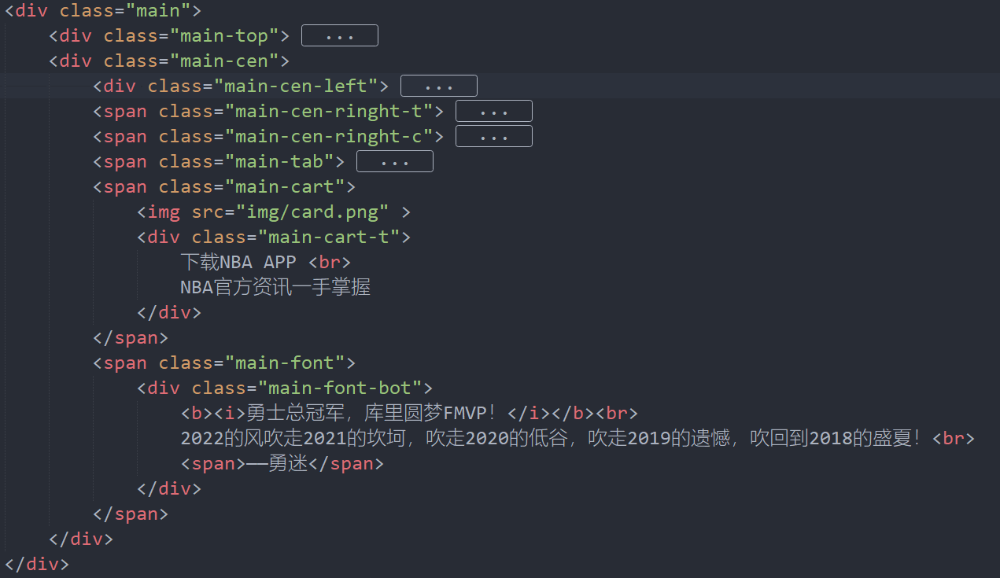 <div class="main">
<div class="main-top"> ...
<div class="main-cen">
<div class="main-cen-left"> ...
<span class="main-cen-ringht-t"> ...
<span class="main-cen-ringht-c"> ...
<span class="main-tab"> ...
<span class="main-cart">
<img src="img/card.png" >
<div class="main-cart-t">
下载NBA APP <br>
NBA官方资讯一手掌握
</div>
</span>
<span class="main-font">
<div class="main-font-bot">
<b><i>勇士总冠军，库里圆梦FMVP！</i></b><br>
2022的风吹走2021的坎坷，吹走2020的低谷，吹走2019的遗憾，吹回到2018的盛夏！<br>
<span>——勇迷</span>
</div>
</span>
</div>
</div>